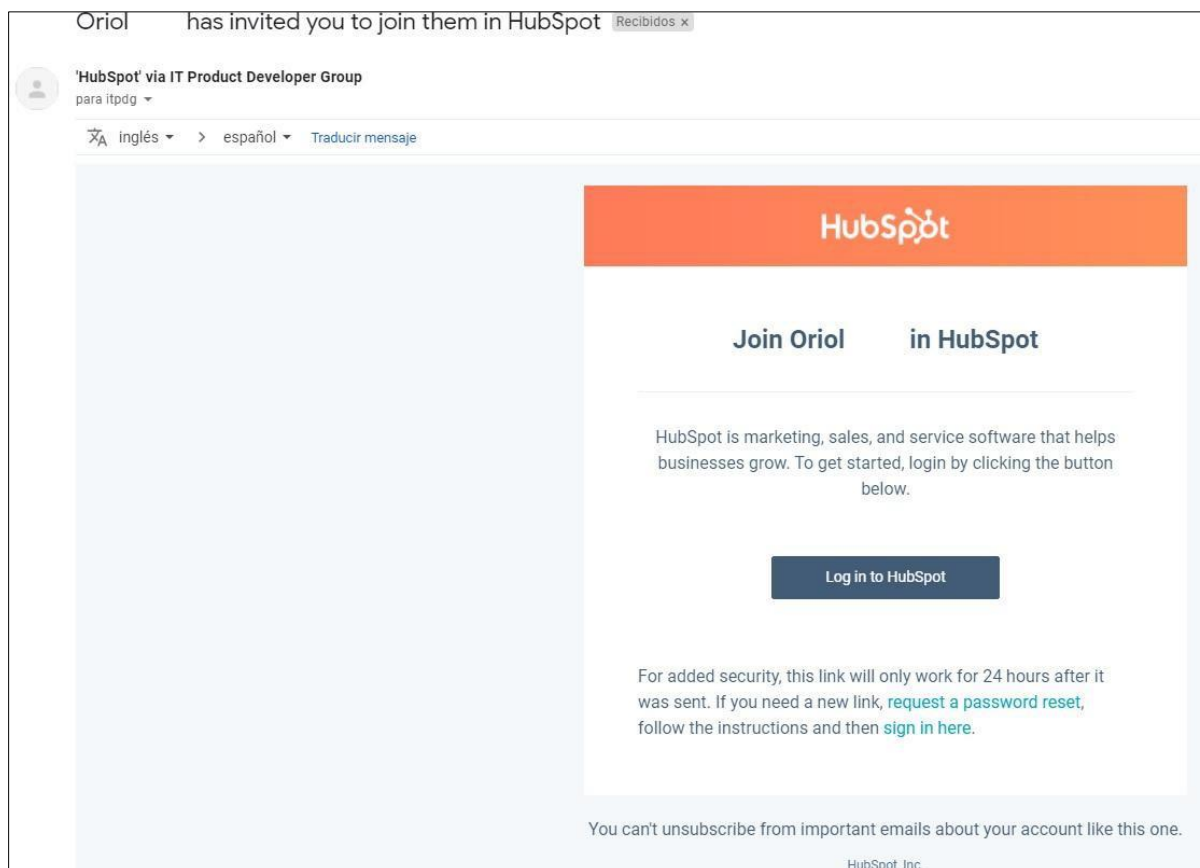 Oriol has invited you to join them in HubSpot Recibidos x
'HubSpot' via IT Product Developer Group
para itpdg
inglés > español Traducir mensaje
HubSpot
Join Oriol in HubSpot
HubSpot is marketing, sales, and service software that helps
businesses grow. To get started, login by clicking the button
below.
Log in to HubSpot
For added security, this link will only work for 24 hours after it
was sent. If you need a new link, request a password reset,
follow the instructions and then sign in here.
You can't unsubscribe from important emails about your account like this one.
HubSpot, Inc.